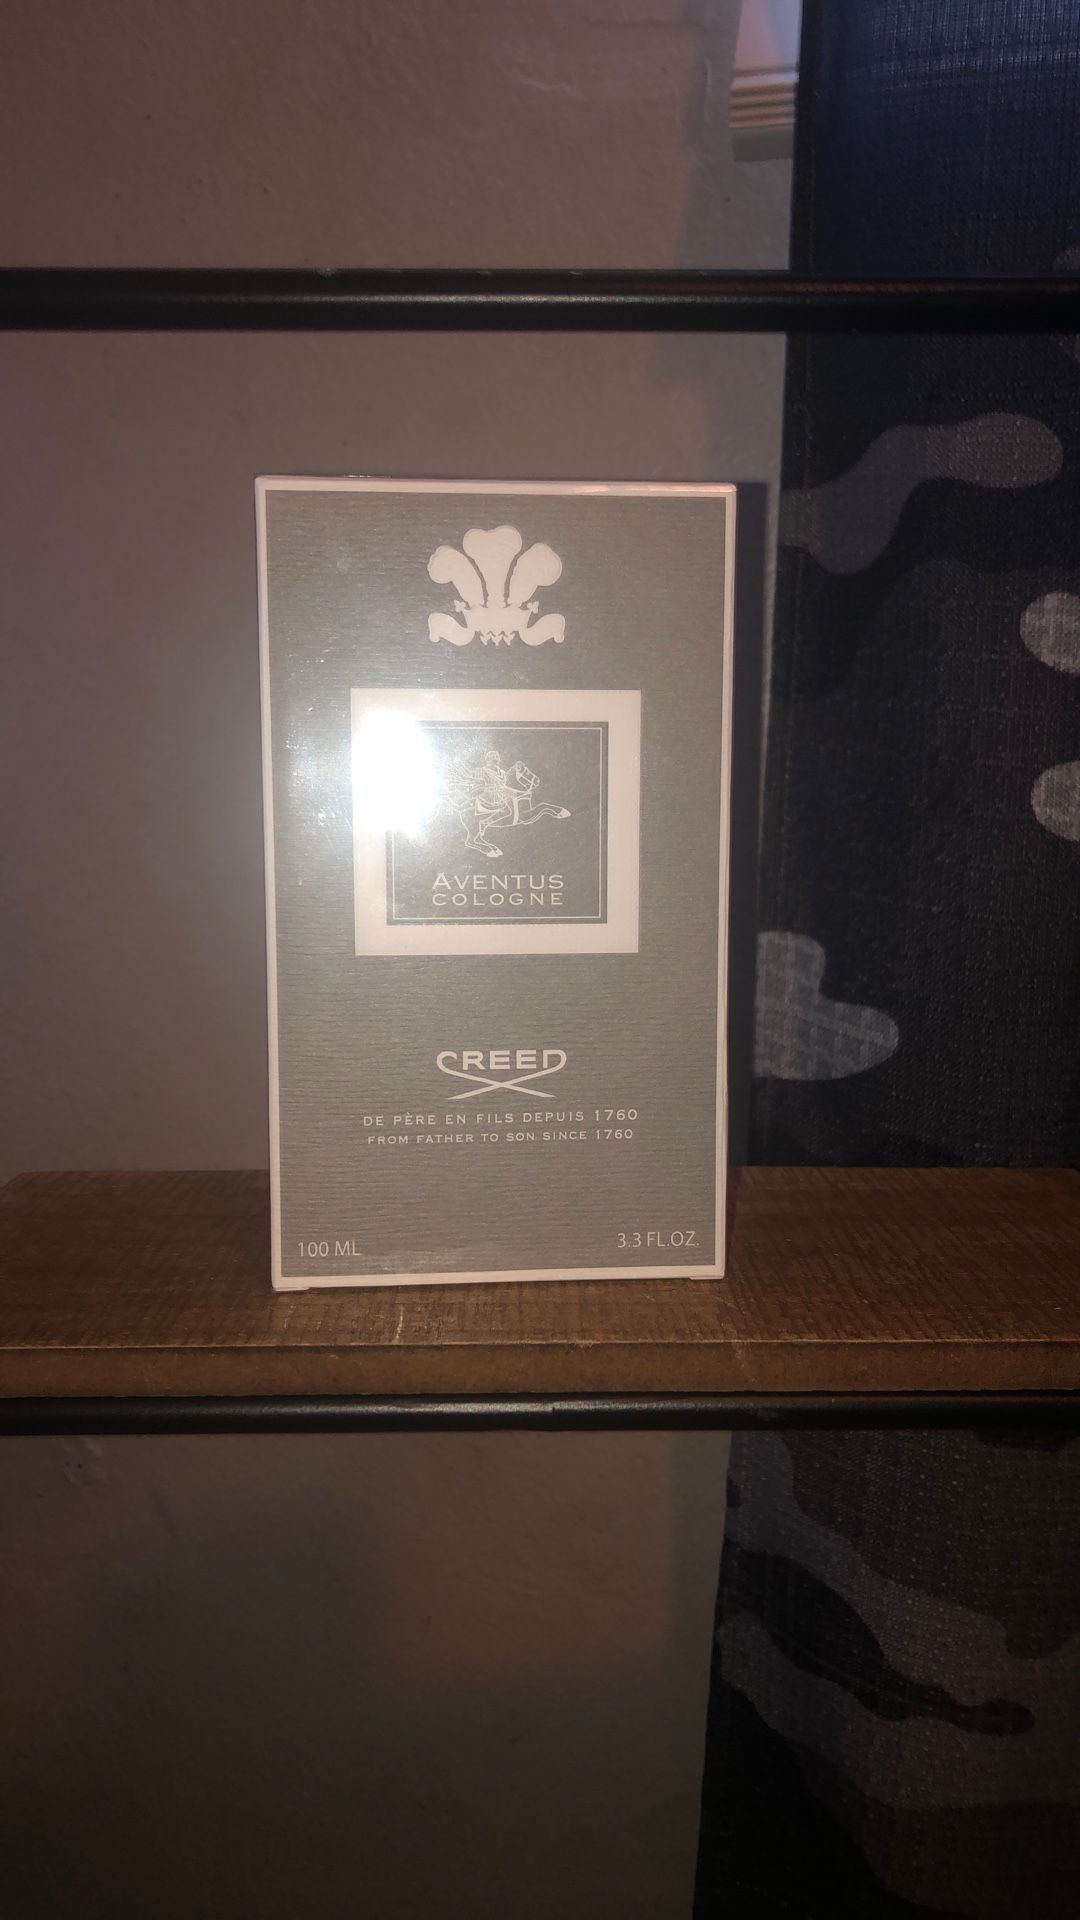 AVENTUS
COLOGNE
CREED
DE PÈRE EN FILS DEPUIS 1760
FROM FATHER TO SON SINCE 1760
100 ML
3.3 FL.OZ.